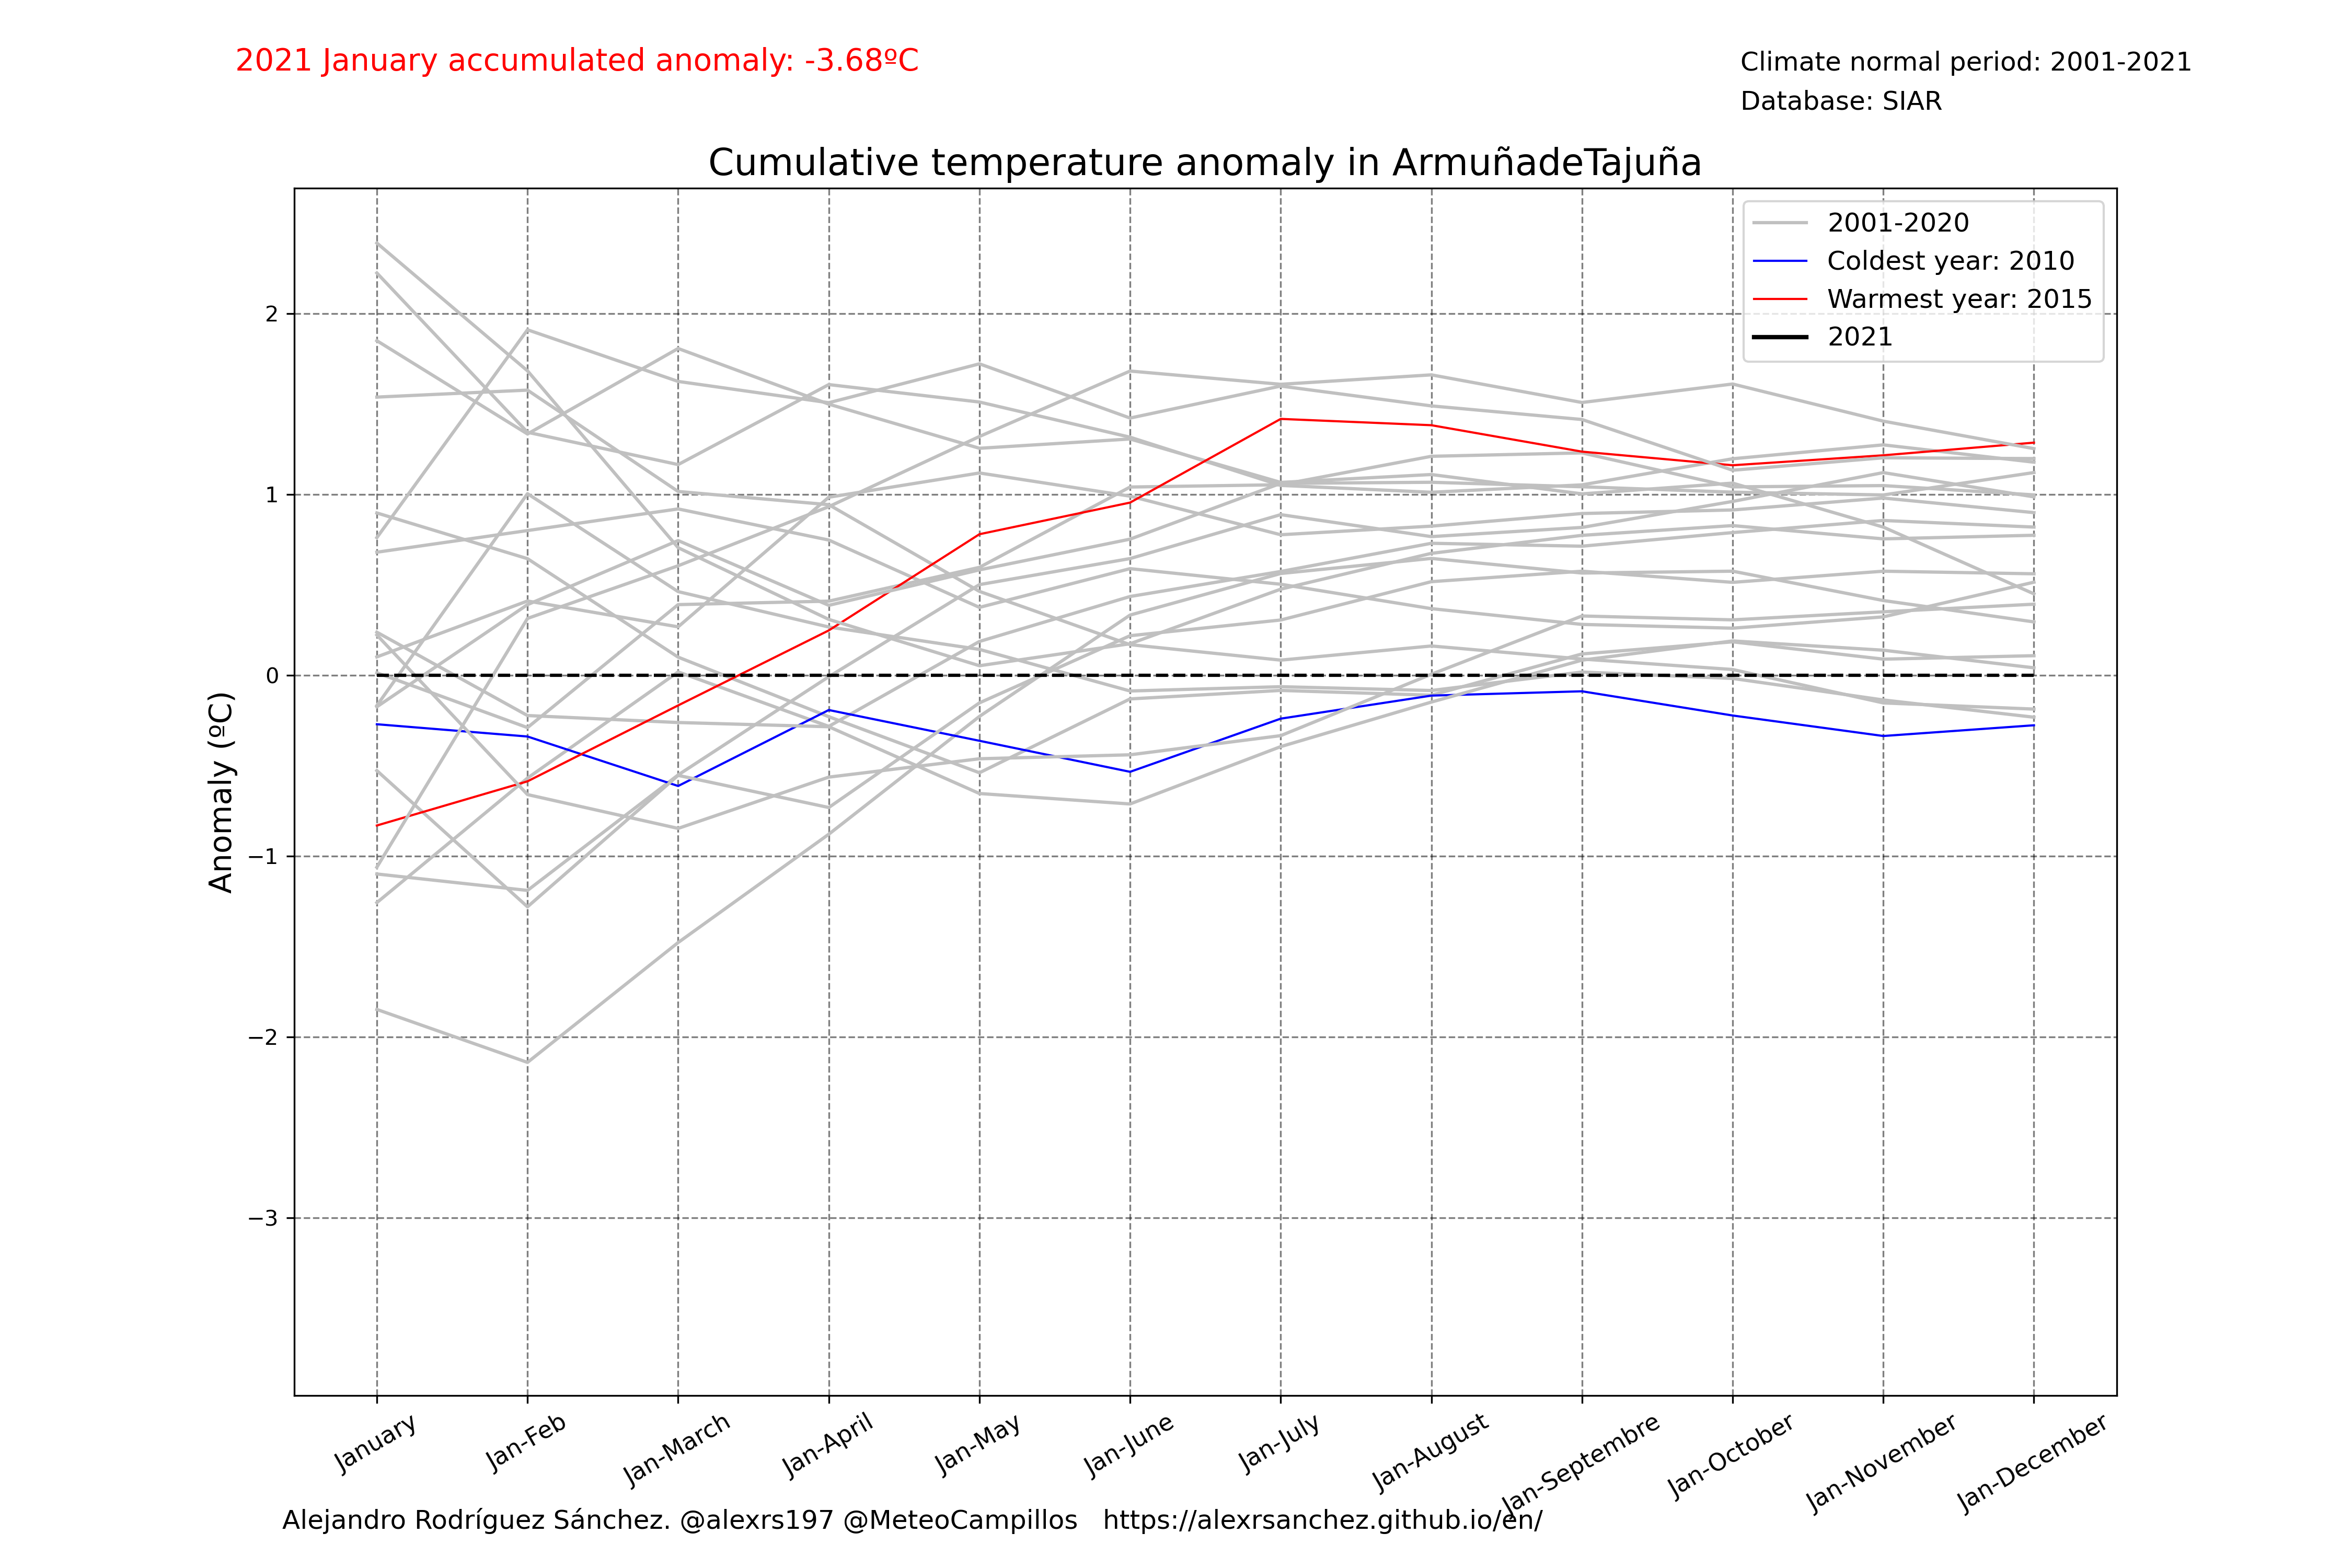 2021 January accumulated anomaly: -3.68ºC
Climate normal period: 2001-2021
Database: SIAR
Cumulative temperature anomaly in ArmuñadeTajuña
2001-2020
Coldest year: 2010
Warmest year: 2015
2021
Anomaly (ºC)
2
1
0
−1
−2
−3
January
Jan-Feb
Jan-March
Jan-April
Jan-May
Jan-June
Jan-July
Jan-August
Jan-Septembre
Jan-October
Jan-November
Jan-December
Alejandro Rodríguez Sánchez. @alexrs197 @MeteoCampillos   https://alexrsanchez.github.io/en/